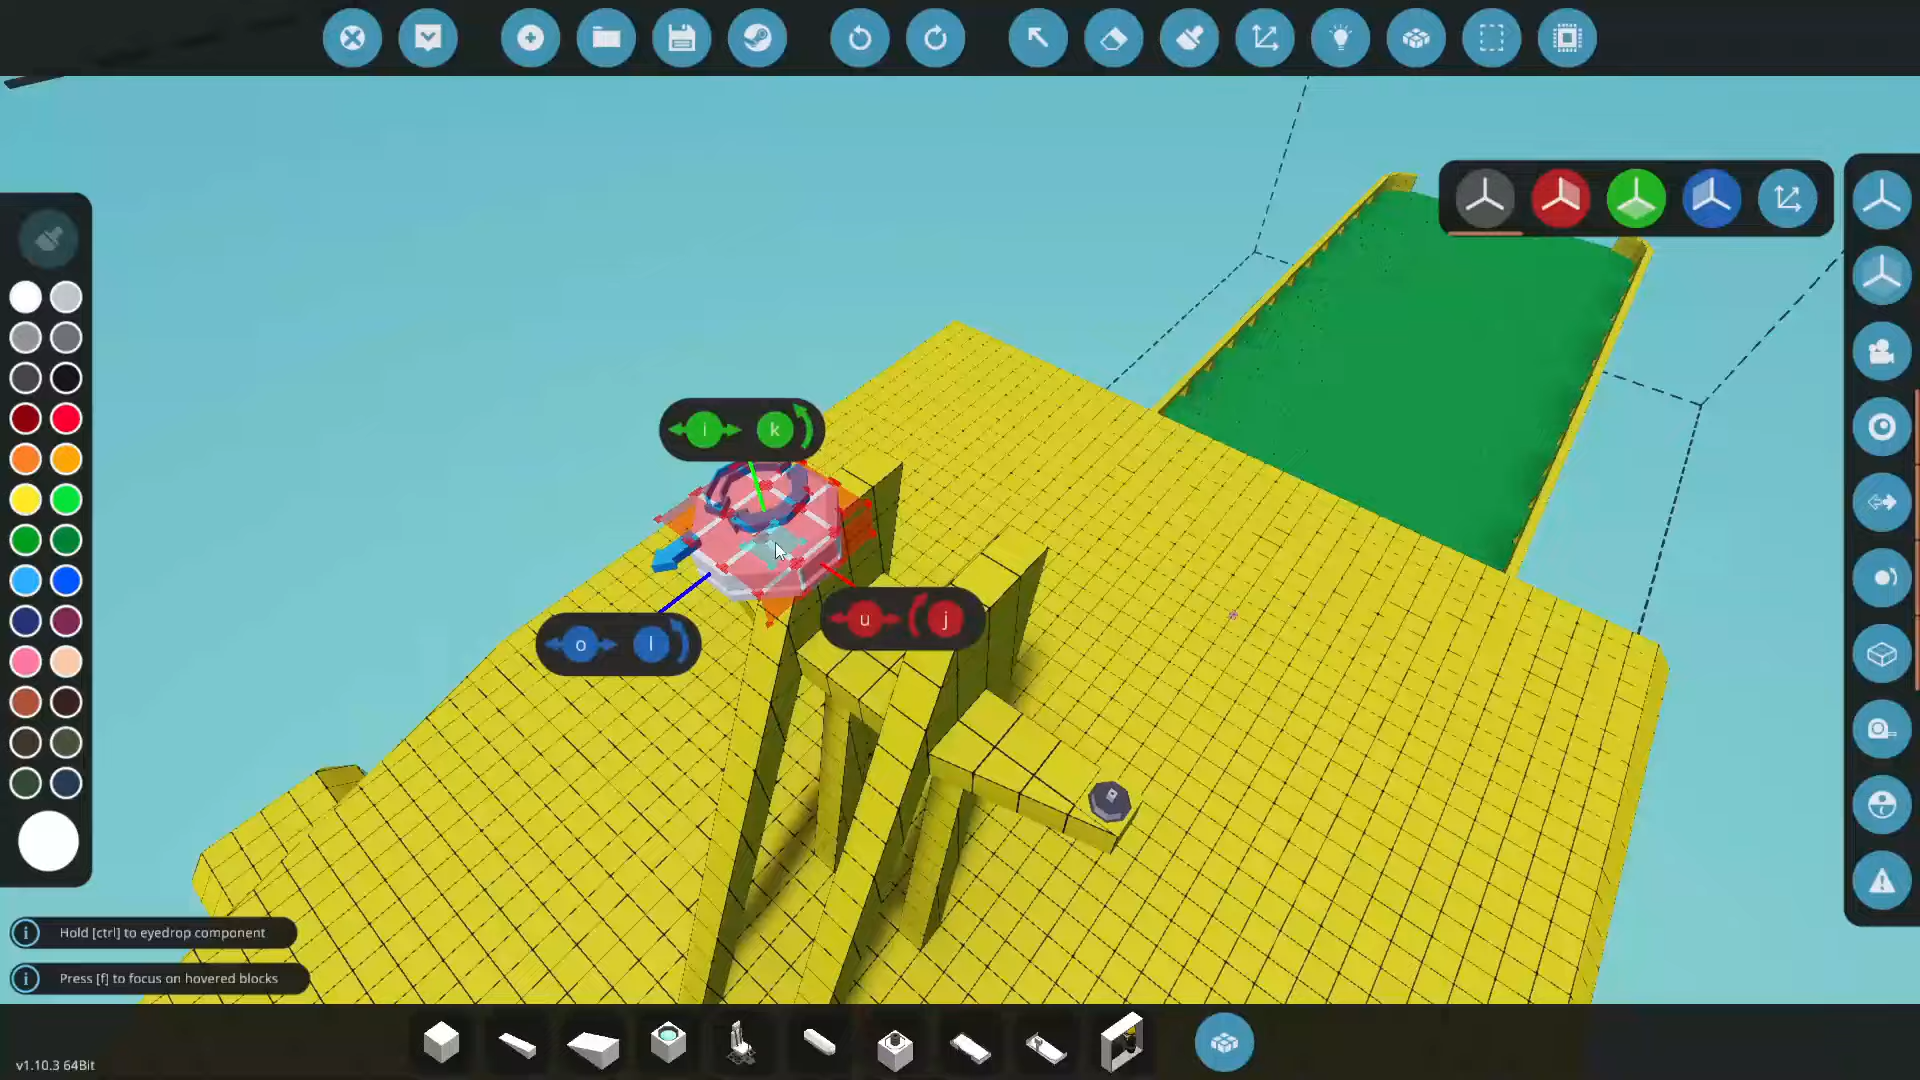 i k
u j
o l
Hold [ctrl] to eyedrop component
Press [f] to focus on hovered blocks
v1.10.3 64Bit